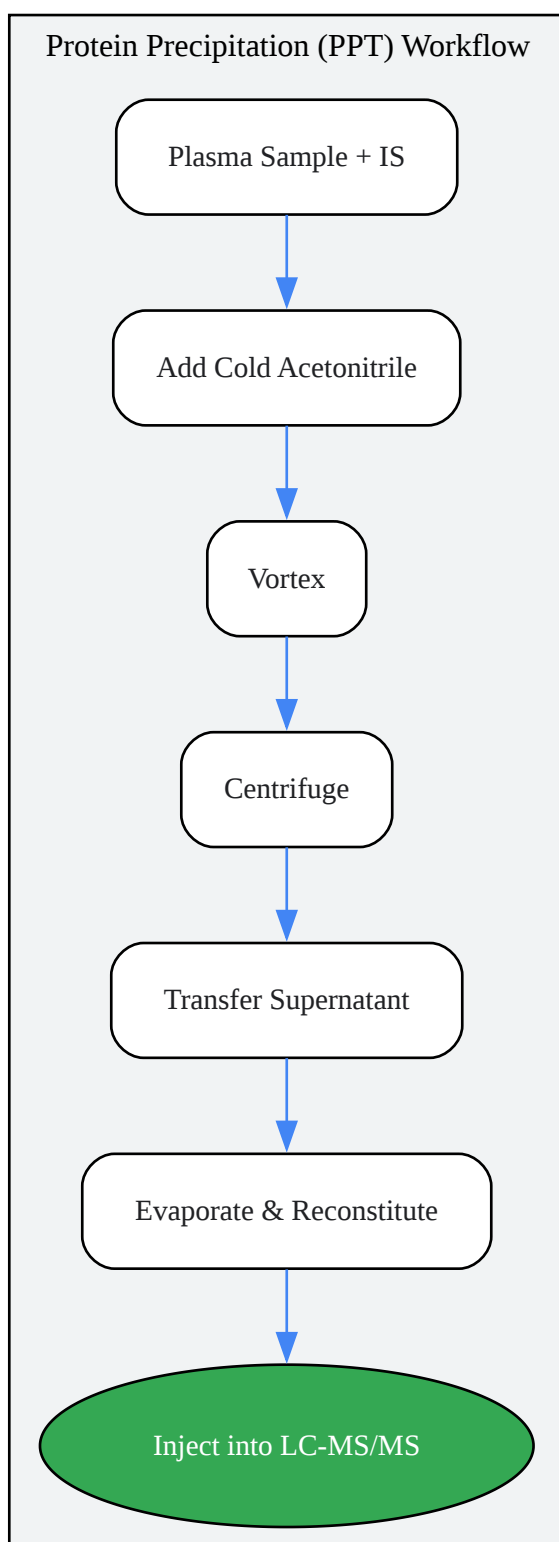 Protein Precipitation (PPT) Workflow
Plasma Sample + IS
Add Cold Acetonitrile
Vortex
Centrifuge
Transfer Supernatant
Evaporate & Reconstitute
Inject into LC-MS/MS